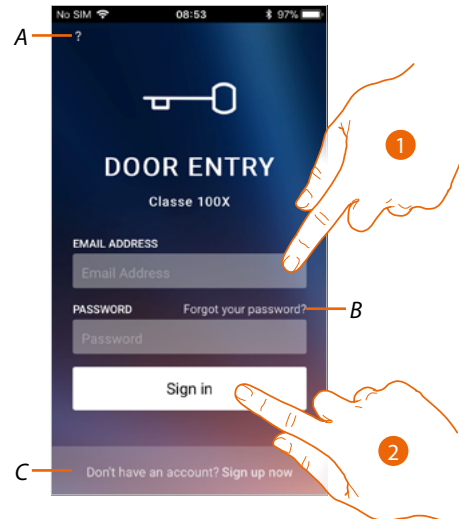 No SIM 08:53 97%
A
?
DOOR ENTRY
Classe 100X
1
EMAIL ADDRESS
Email Address
PASSWORD Forgot your password?
B
Password
Sign in
2
C
Don't have an account? Sign up now